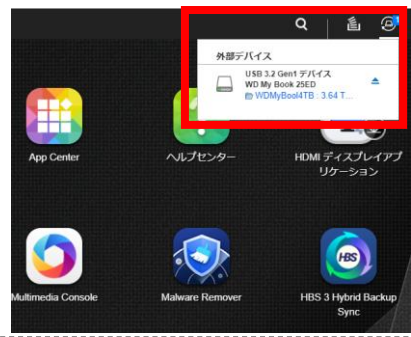 外部デバイス
USB 3.2 Gen1 デバイス
WD My Book 25ED
WDMyBool4TB : 3.64 T...
App Center
ヘルプセンター
HDMI ディスプレイアプ
リケーション
HBS
Multimedia Console
Malware Remover
HBS 3 Hybrid Backup
Sync